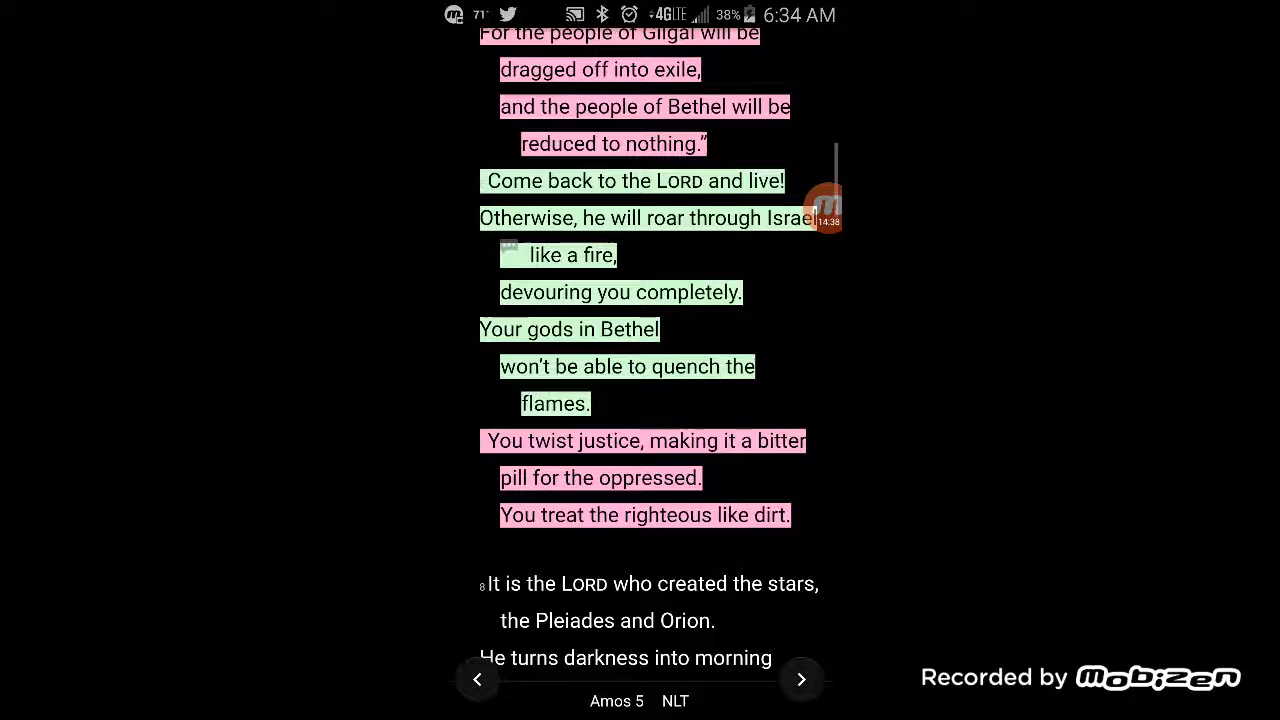 71°
38%
6:34 AM
4GLTE
For the people of Gilgal will be
dragged off into exile,
and the people of Bethel will be
reduced to nothing.”
Come back to the LORD and live!
Otherwise, he will roar through Israel
14:38
like a fire,
devouring you completely.
Your gods in Bethel
won’t be able to quench the
flames.
You twist justice, making it a bitter
pill for the oppressed.
You treat the righteous like dirt.
8 It is the LORD who created the stars,
the Pleiades and Orion.
He turns darkness into morning
Recorded by MOBIZEN
Amos 5 NLT